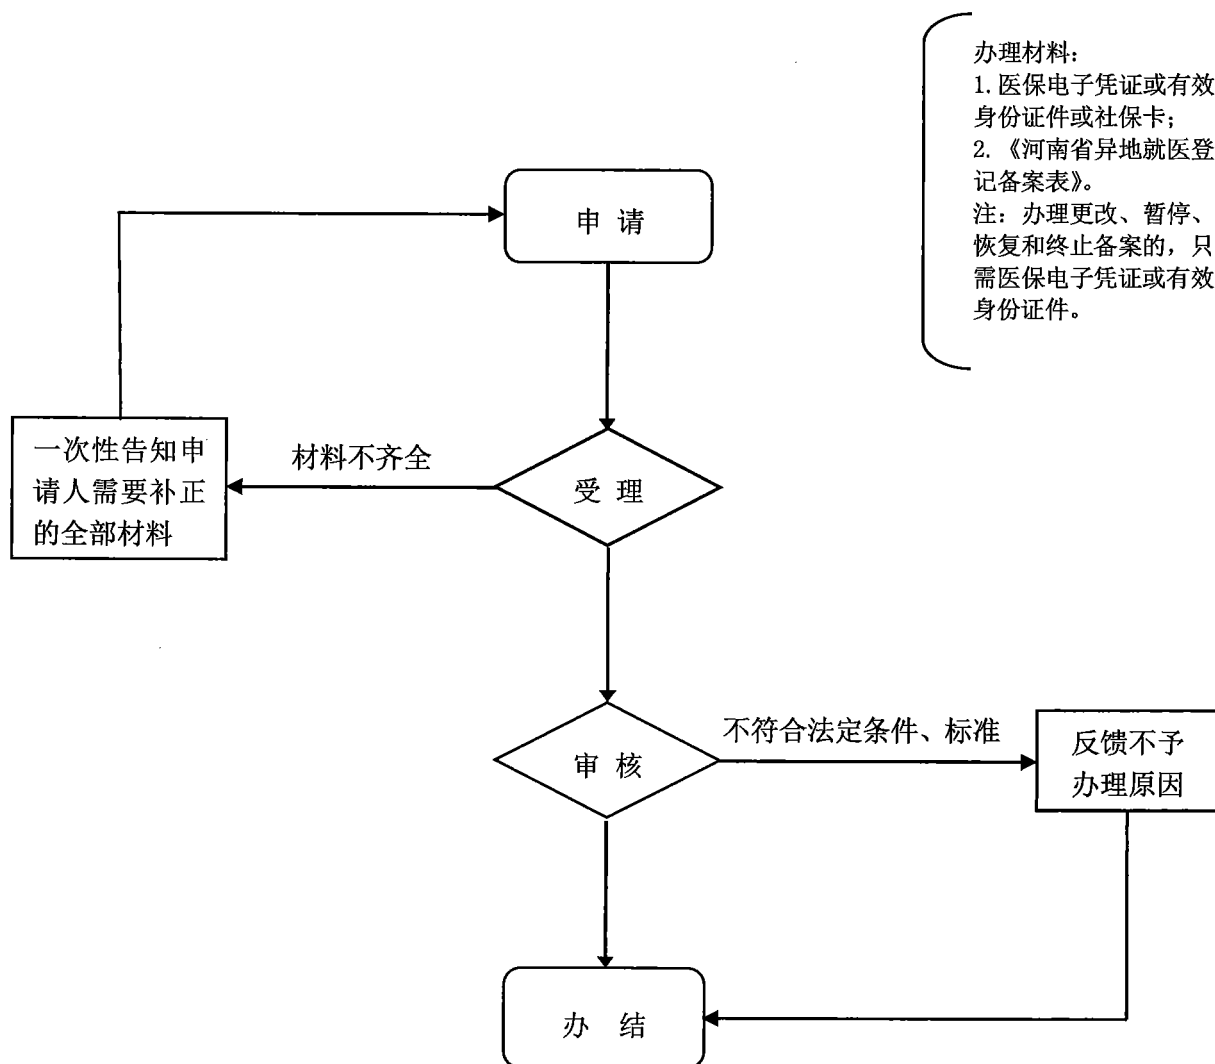 办理材料：
1. 医保电子凭证或有效
身份证件或社保卡；
2. 《河南省异地就医登
记备案表》。
注：办理更改、暂停、
恢复和终止备案的，只
需医保电子凭证或有效
身份证件。
申 请
一次性告知申
请人需要补正
的全部材料
材料不齐全
受 理
审 核
不符合法定条件、标准
反馈不予
办理原因
办 结